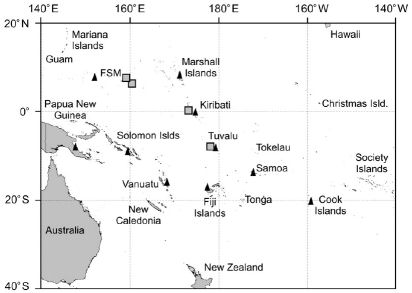 140°E 160°E 180°E 160°W 140°W
20°N
Mariana
Islands
Hawaii
Guam
FSM
Marshall
Islands
0°
Papua New
Guinea
Kiribati
Christmas Isld.
Solomon Islds
Tuvalu
Tokelau
Samoa
Society
Islands
Vanuatu
Fiji
Islands
Tonga
Cook
Islands
20°S
New
Caledonia
Australia
New Zealand
40°S